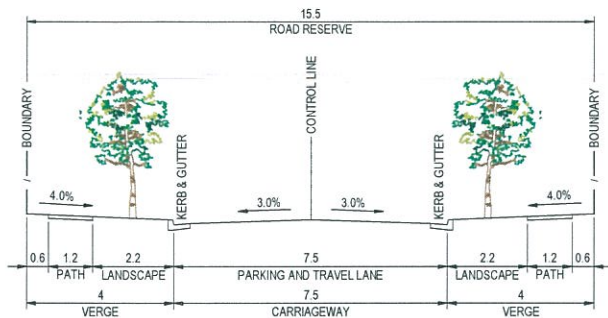 15.5
ROAD RESERVE
BOUNDARY
KERB & GUTTER
CONTROL LINE
KERB & GUTTER
BOUNDARY
4.0%
3.0%
3.0%
4.0%
0.6
1.2
2.2
7.5
2.2
1.2
0.6
PATH
LANDSCAPE
PARKING AND TRAVEL LANE
LANDSCAPE
PATH
4
7.5
4
VERGE
CARRIAGEWAY
VERGE